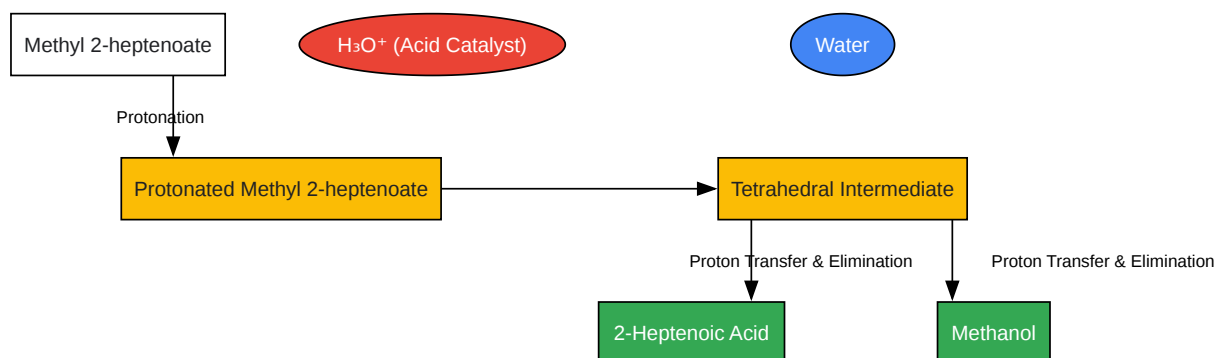 Methyl 2-heptenoate
H₃O⁺ (Acid Catalyst)
Water
Protonation
Protonated Methyl 2-heptenoate
Tetrahedral Intermediate
Proton Transfer & Elimination
Proton Transfer & Elimination
2-Heptenoic Acid
Methanol